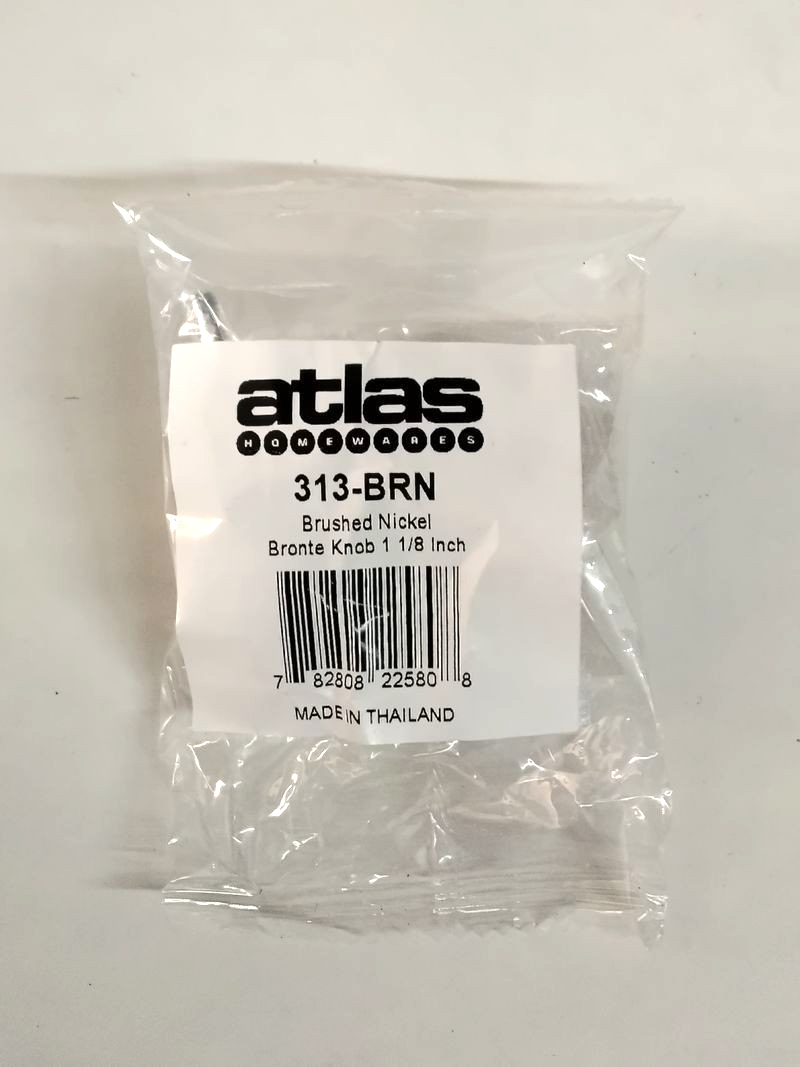 atlas
HOMEWARES
313-BRN
Brushed Nickel
Bronte Knob 1 1/8 Inch
7 82808 22580 8
MADE IN THAILAND